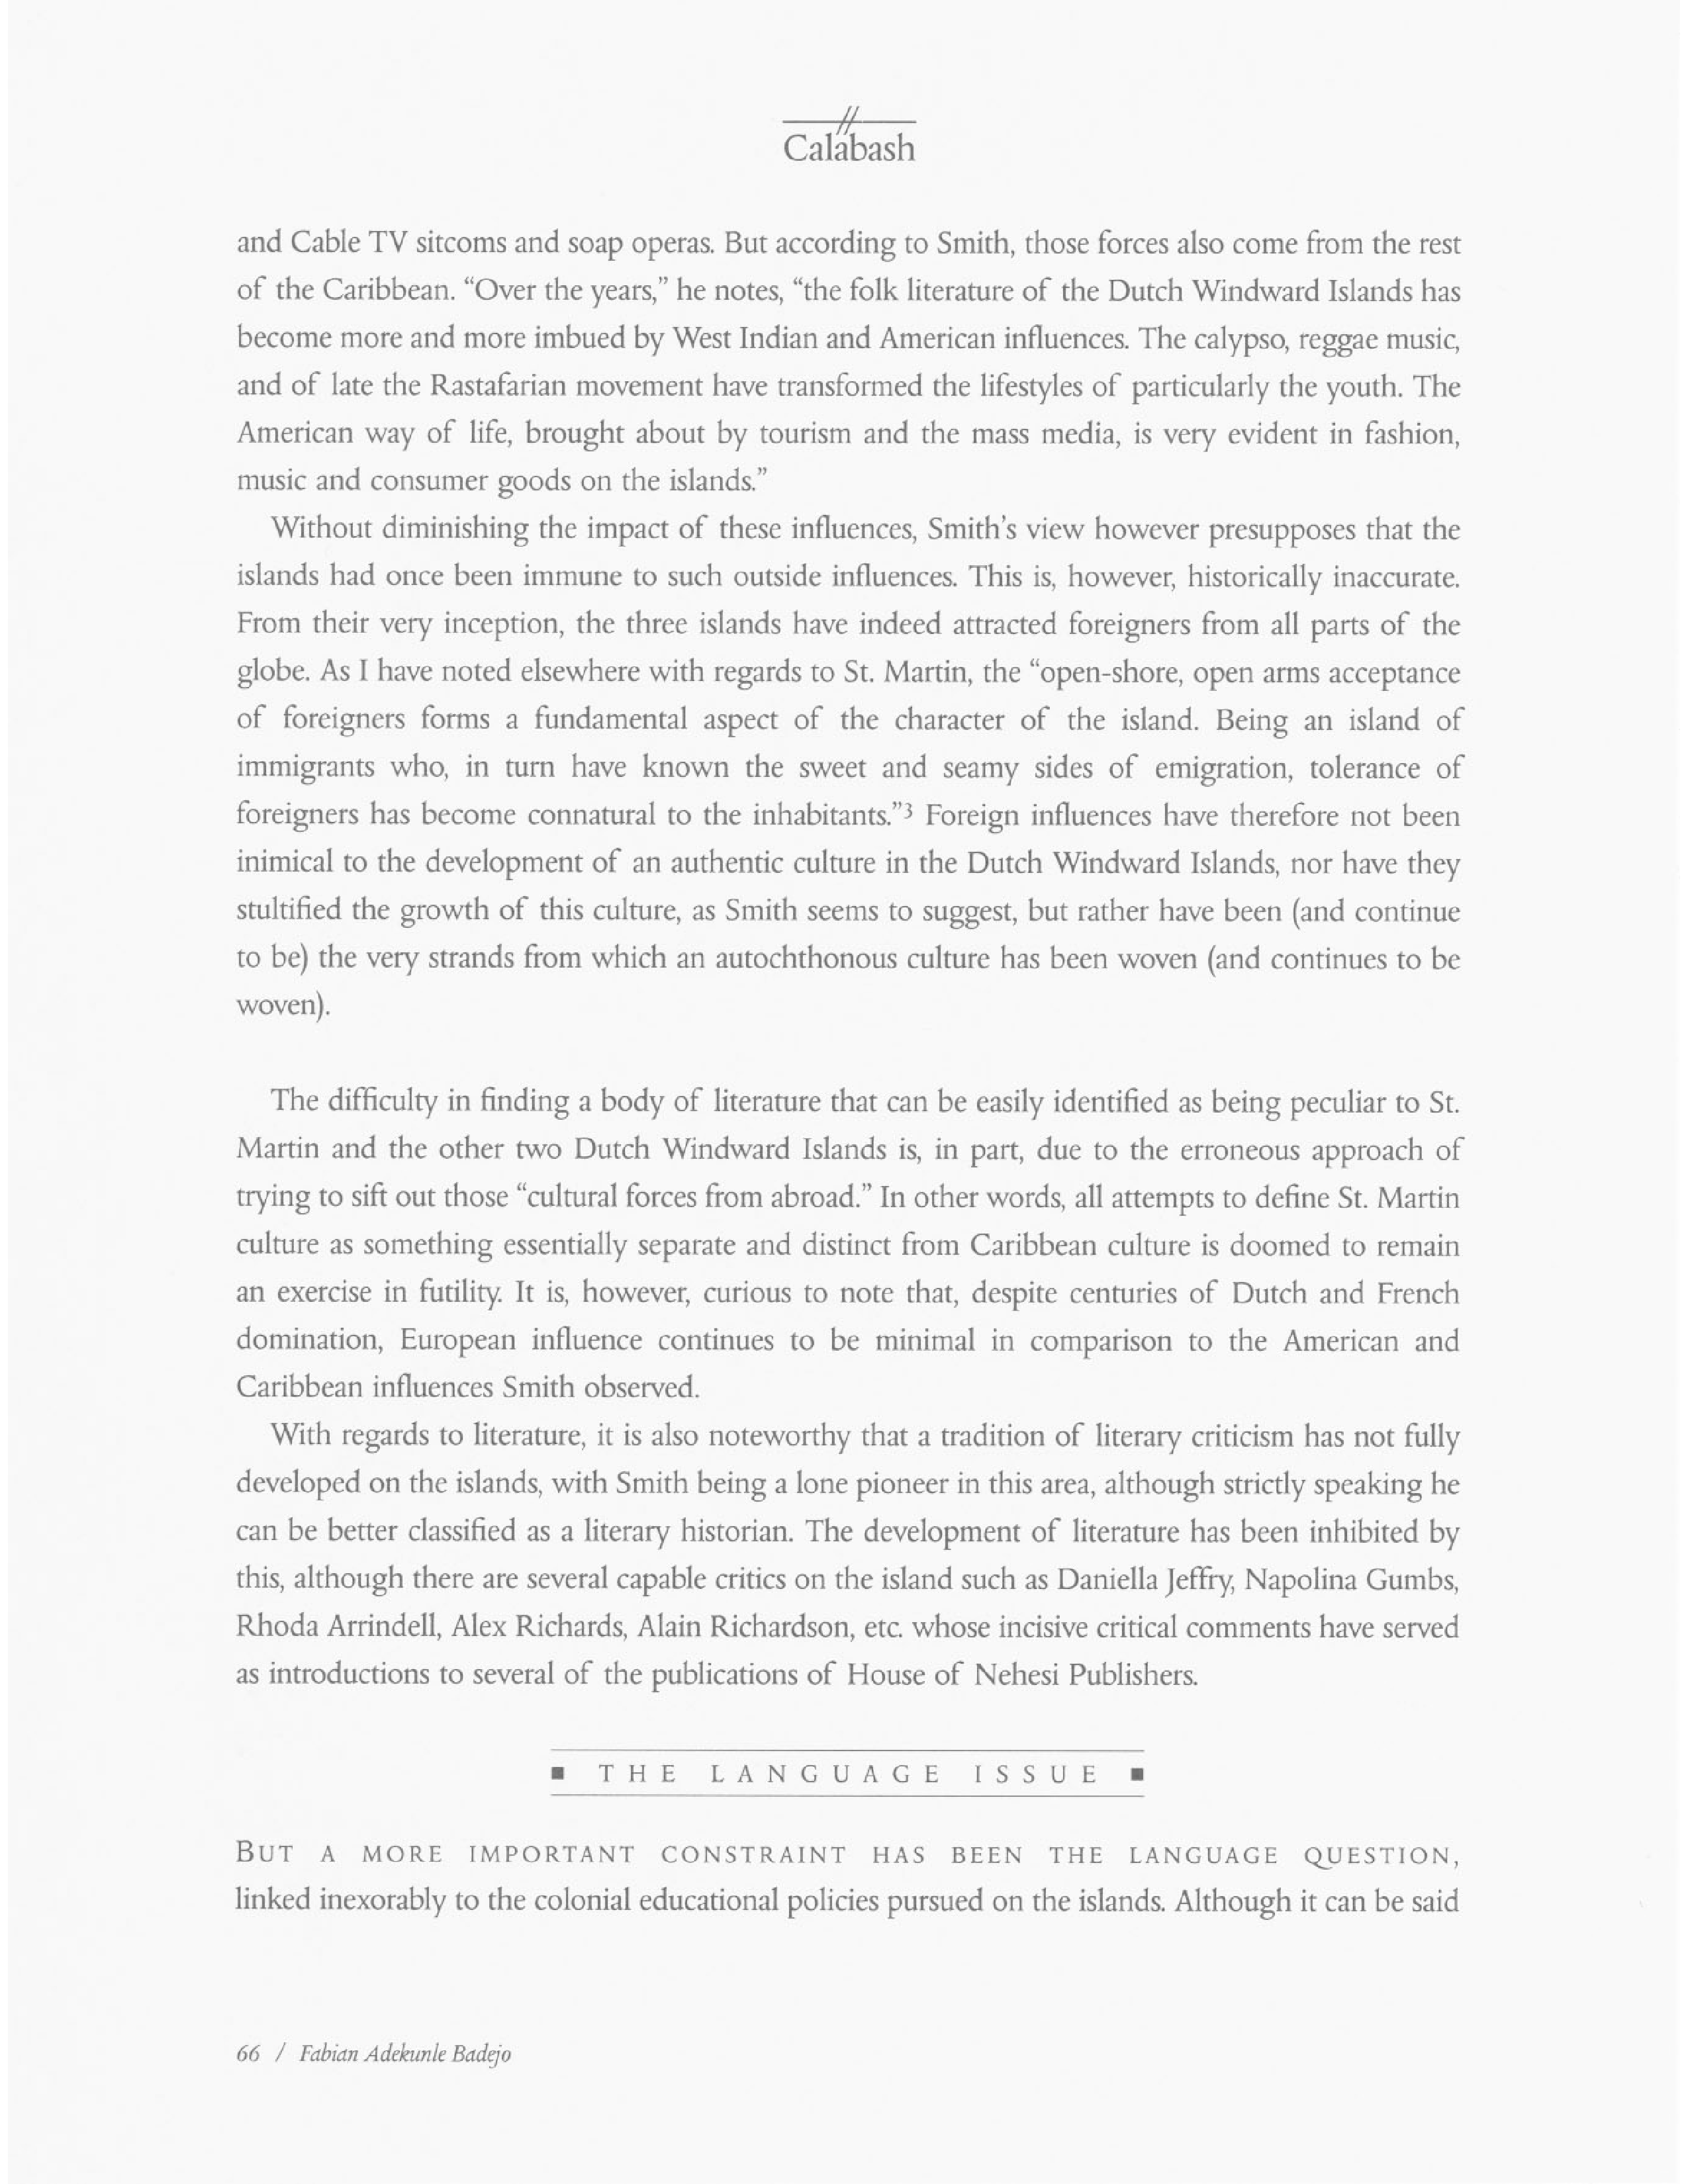 Calabash
and Cable TV sitcoms and soap operas. But according to Smith, those forces also come from the rest
of the Caribbean. “Over the years,” he notes, “the folk literature of the Dutch Windward Islands has
become more and more imbued by West Indian and American influences. The calypso, reggae music,
and of late the Rastafarian movement have transformed the lifestyles of particularly the youth. The
American way of life, brought about by tourism and the mass media, is very evident in fashion,
music and consumer goods on the islands.”
Without diminishing the impact of these influences, Smith's view however presupposes that the
islands had once been immune to such outside influences. This is, however, historically inaccurate.
From their very inception, the three islands have indeed attracted foreigners from all parts of the
globe. As I have noted elsewhere with regards to St. Martin, the “open-shore, open arms acceptance
of foreigners forms a fundamental aspect of the character of the island. Being an island of
immigrants who, in turn have known the sweet and seamy sides of emigration, tolerance of
foreigners has become connatural to the inhabitants.”3 Foreign influences have therefore not been
inimical to the development of an authentic culture in the Dutch Windward Islands, nor have they
stultified the growth of this culture, as Smith seems to suggest, but rather have been (and continue
to be) the very strands from which an autochthonous culture has been woven (and continues to be
woven).
The difficulty in finding a body of literature that can be easily identified as being peculiar to St.
Martin and the other two Dutch Windward Islands is, in part, due to the erroneous approach of
trying to sift out those “cultural forces from abroad.” In other words, all attempts to define St. Martin
culture as something essentially separate and distinct from Caribbean culture is doomed to remain
an exercise in futility. It is, however, curious to note that, despite centuries of Dutch and French
domination, European influence continues to be minimal in comparison to the American and
Caribbean influences Smith observed.
With regards to literature, it is also noteworthy that a tradition of literary criticism has not fully
developed on the islands, with Smith being a lone pioneer in this area, although strictly speaking he
can be better classified as a literary historian. The development of literature has been inhibited by
this, although there are several capable critics on the island such as Daniella Jeffry, Napolina Gumbs,
Rhoda Arrindell, Alex Richards, Alain Richardson, etc. whose incisive critical comments have served
as introductions to several of the publications of House of Nehesi Publishers.
■ THE LANGUAGE ISSUE ■
BUT A MORE IMPORTANT CONSTRAINT HAS BEEN THE LANGUAGE QUESTION,
linked inexorably to the colonial educational policies pursued on the islands. Although it can be said
66 / Fabian Adekunle Badejo